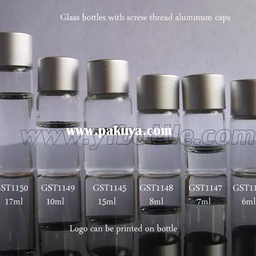 Glass bottles with screw thread aluminum caps
www.pakuya.com
GST1150 GST1149 GST1145 GST1148 GST1147
17ml 10ml 15ml 8ml 7ml 6ml
Logo can be printed on bottle